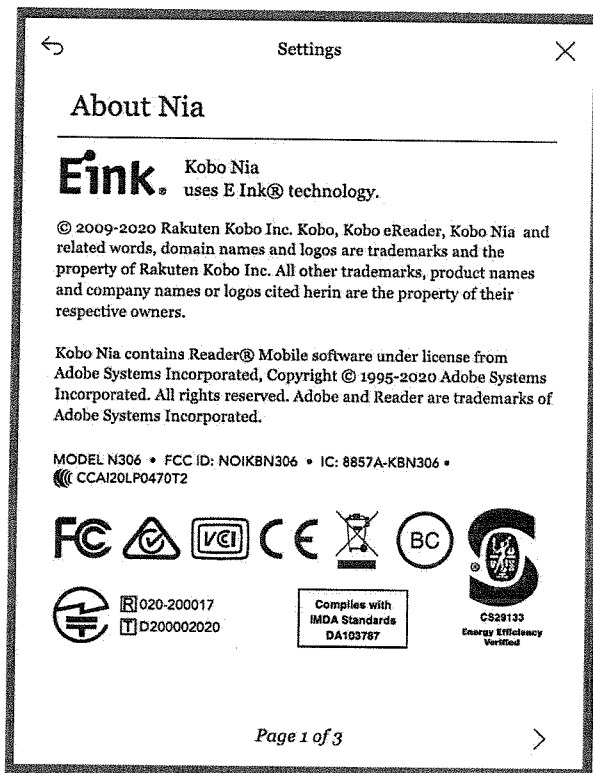 Settings
About Nia
Eink®
Kobo Nia
uses E Ink® technology.
© 2009-2020 Rakuten Kobo Inc. Kobo, Kobo eReader, Kobo Nia and
related words, domain names and logos are trademarks and the
property of Rakuten Kobo Inc. All other trademarks, product names
and company names or logos cited herin are the property of their
respective owners.
Kobo Nia contains Reader® Mobile software under license from
Adobe Systems Incorporated, Copyright © 1995-2020 Adobe Systems
Incorporated. All rights reserved. Adobe and Reader are trademarks of
Adobe Systems Incorporated.
MODEL N306 • FCC ID: NOIKBN306 • IC: 8857A-KBN306 •
CCAI20LP0470T2
FC VCI CE BC
®
R 020-200017
T D200002020
Complies with
IMDA Standards
DA103787
CS29133
Energy Efficiency
Verified
Page 1 of 3